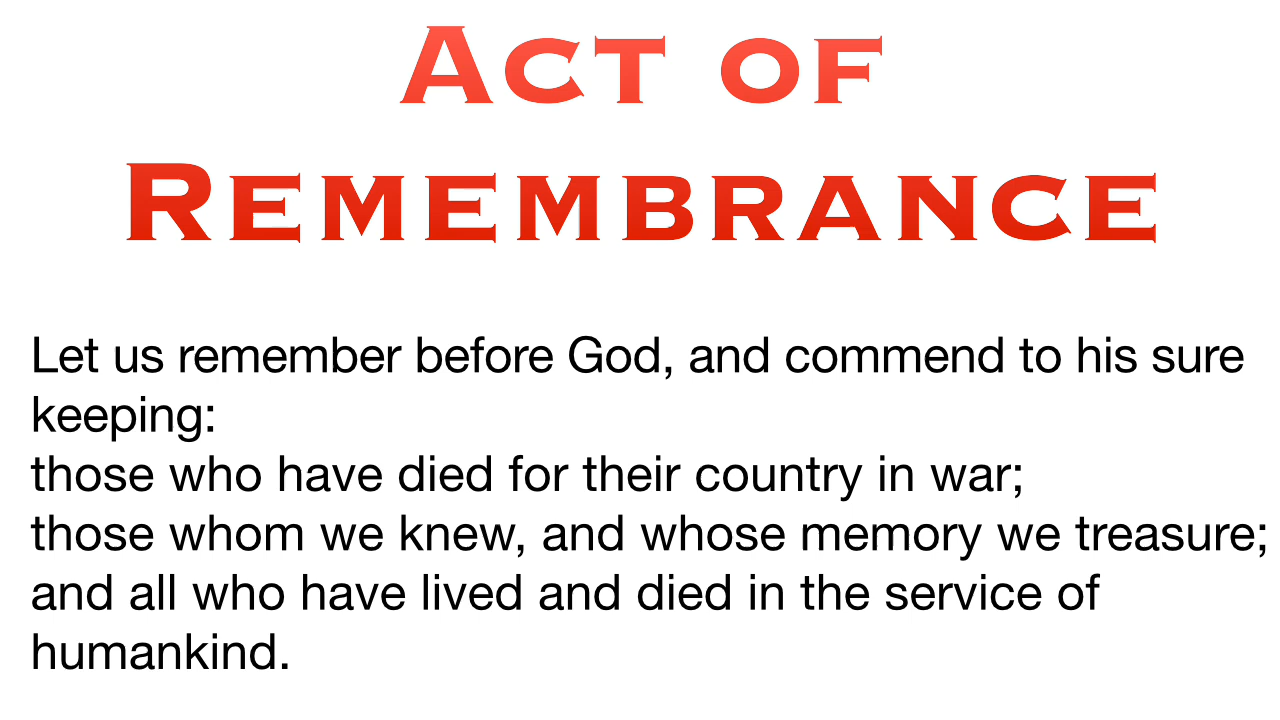 Act of
Remembrance
Let us remember before God, and commend to his sure
keeping:
those who have died for their country in war;
those whom we knew, and whose memory we treasure;
and all who have lived and died in the service of
humankind.